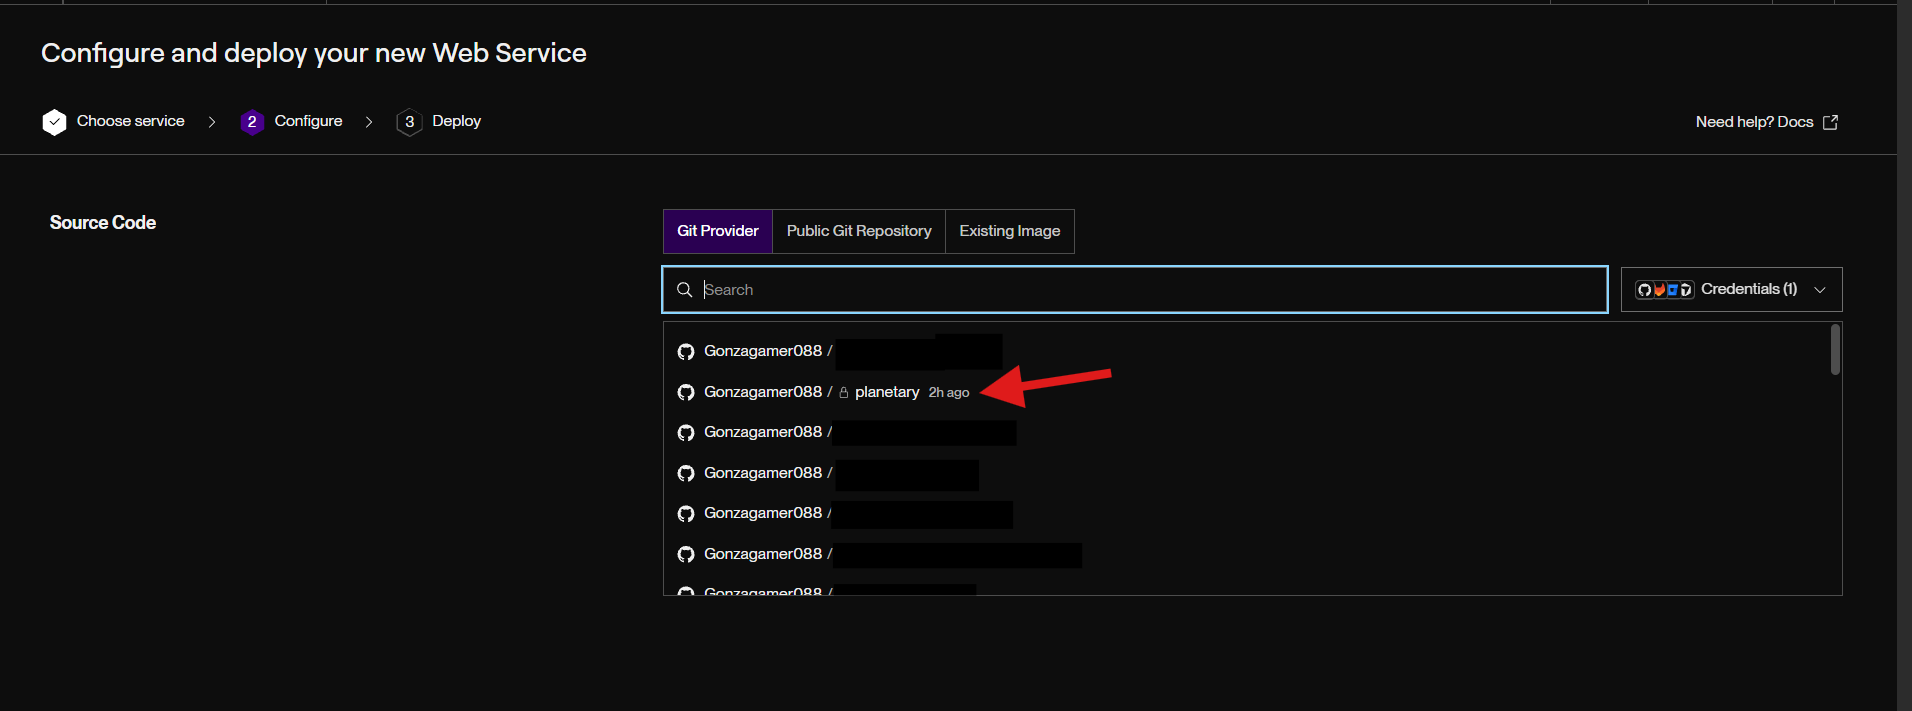 Configure and deploy your new Web Service
Choose service
2 Configure
3 Deploy
Need help? Docs
Source Code
Git Provider Public Git Repository Existing Image
Search
Credentials (1)
Gonzagamer088 /
Gonzagamer088 / planetary 2h ago
Gonzagamer088 /
Gonzagamer088 /
Gonzagamer088 /
Gonzagamer088 /
Gonzagamer088 /